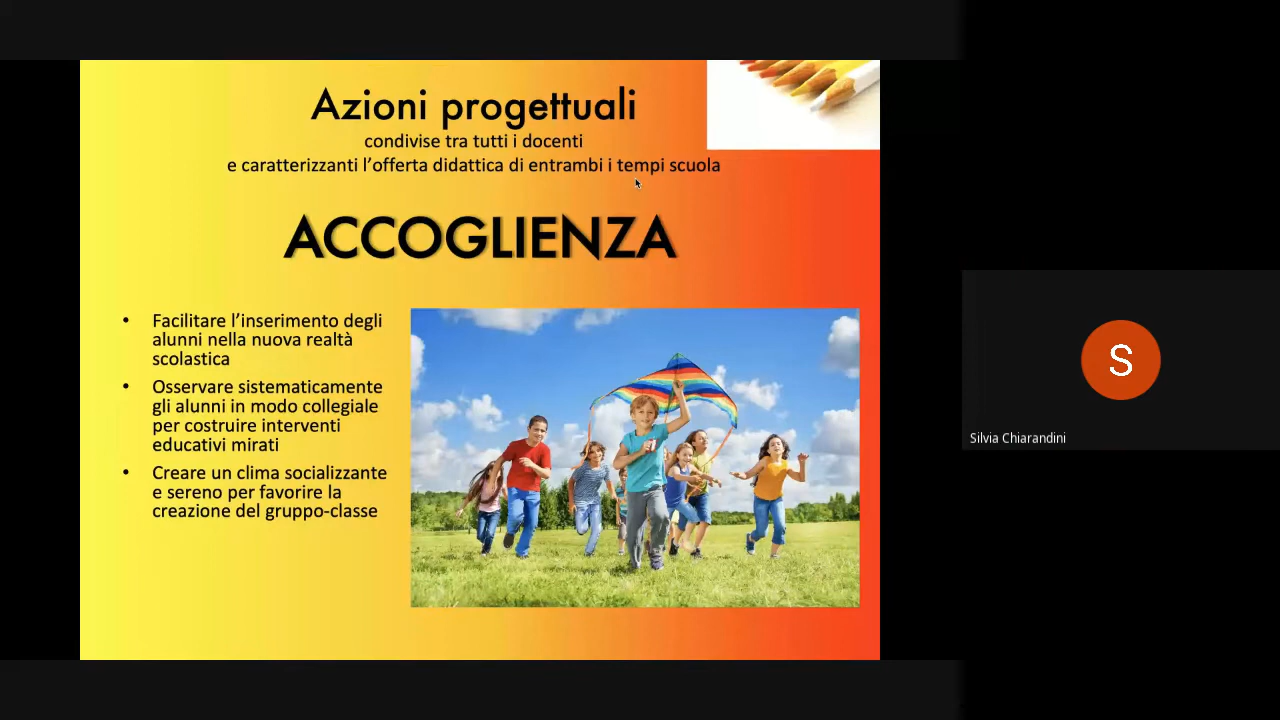 Azioni progettuali
condivise tra tutti i docenti
e caratterizzanti l’offerta didattica di entrambi i tempi scuola
ACCOGLIENZA
• Facilitare l’inserimento degli
alunni nella nuova realtà
scolastica
• Osservare sistematicamente
gli alunni in modo collegiale
per costruire interventi
educativi mirati
• Creare un clima socializzante
e sereno per favorire la
creazione del gruppo-classe
S
Silvia Chiarandini